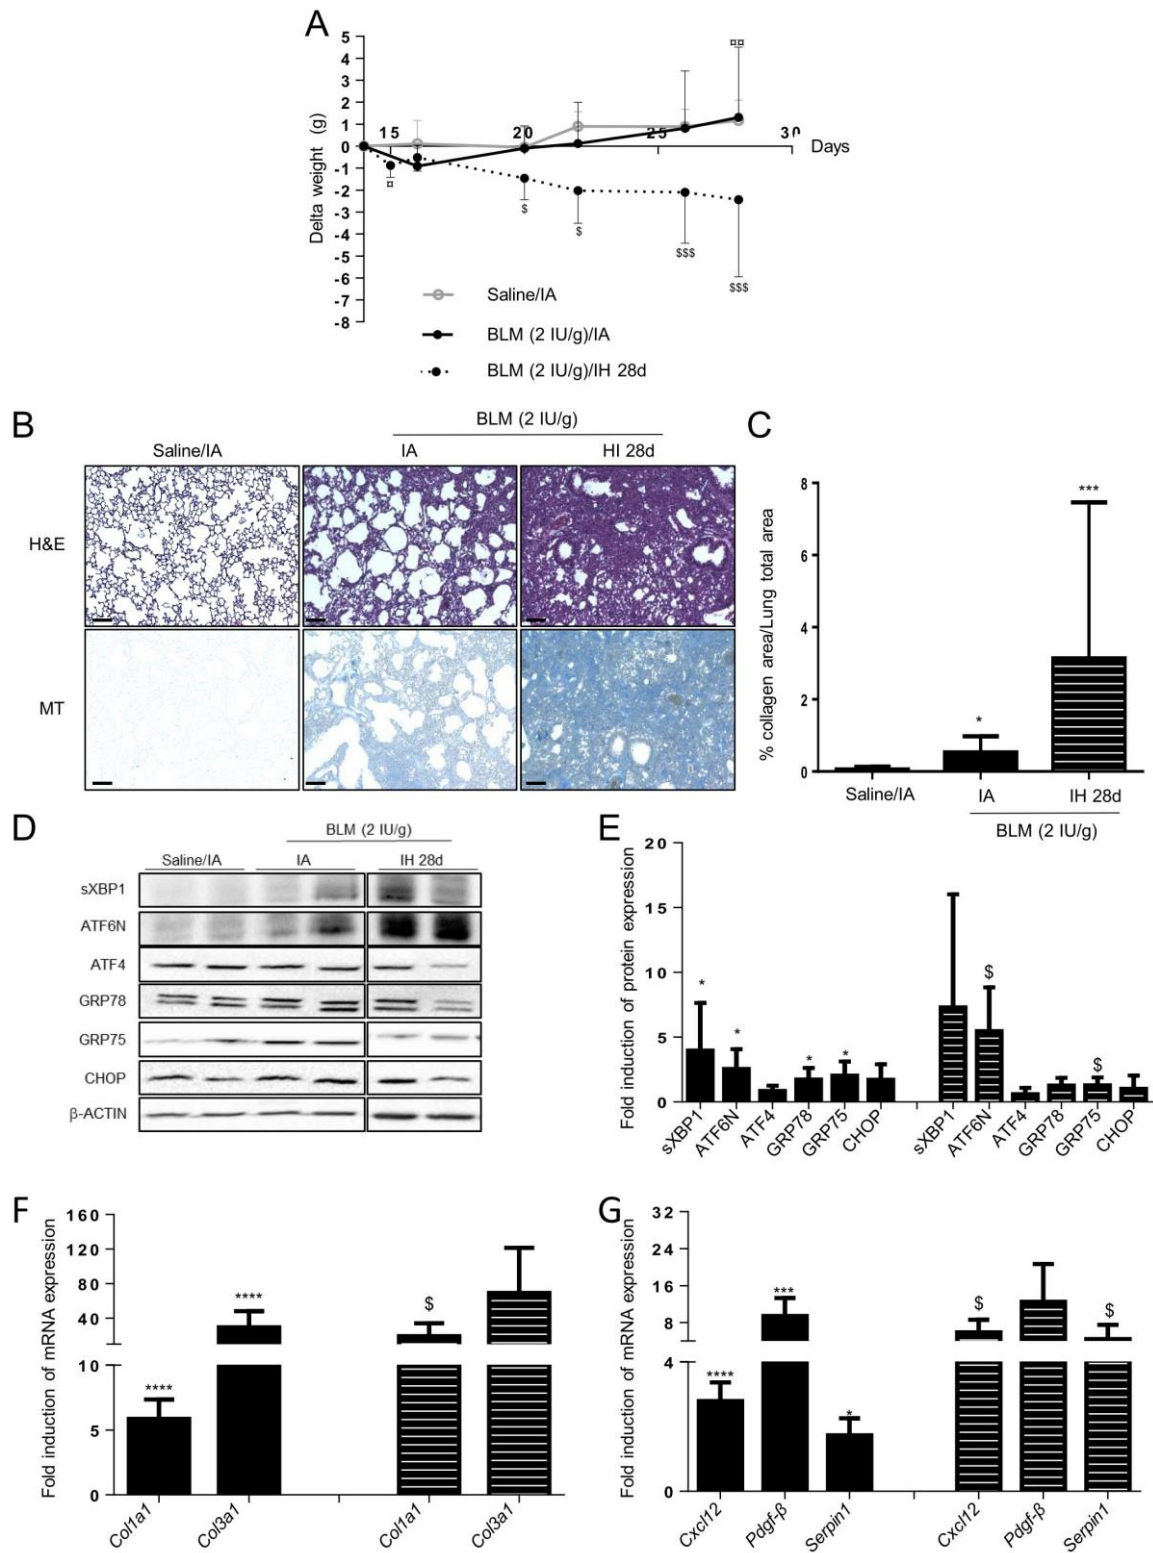 A
5
4
3
2
1
0
-1
-2
-3
-4
-5
-6
-7
-8
Delta weight (g)
15
20
25
30
Days
¤
¤¤
$
$
$$$
$$$
Saline/IA
BLM (2 IU/g)/IA
BLM (2 IU/g)/IH 28d
B
BLM (2 IU/g)
Saline/IA
IA
HI 28d
H&E
MT
C
% collagen area/Lung total area
8
6
4
2
0
*
***
Saline/IA
IA
IH 28d
BLM (2 IU/g)
D
BLM (2 IU/g)
Saline/IA
IA
IH 28d
sXBP1
ATF6N
ATF4
GRP78
GRP75
CHOP
β-ACTIN
E
Fold induction of protein expression
20
15
10
5
0
*
*
*
*
$
$
sXBP1
ATF6N
ATF4
GRP78
GRP75
CHOP
sXBP1
ATF6N
ATF4
GRP78
GRP75
CHOP
F
Fold induction of mRNA expression
160
120
80
40
10
5
0
****
****
$
Col1a1
Col3a1
Col1a1
Col3a1
G
Fold induction of mRNA expression
32
24
16
8
4
0
****
***
*
$
$
Cxcl12
Pdgf-β
Serpin1
Cxcl12
Pdgf-β
Serpin1